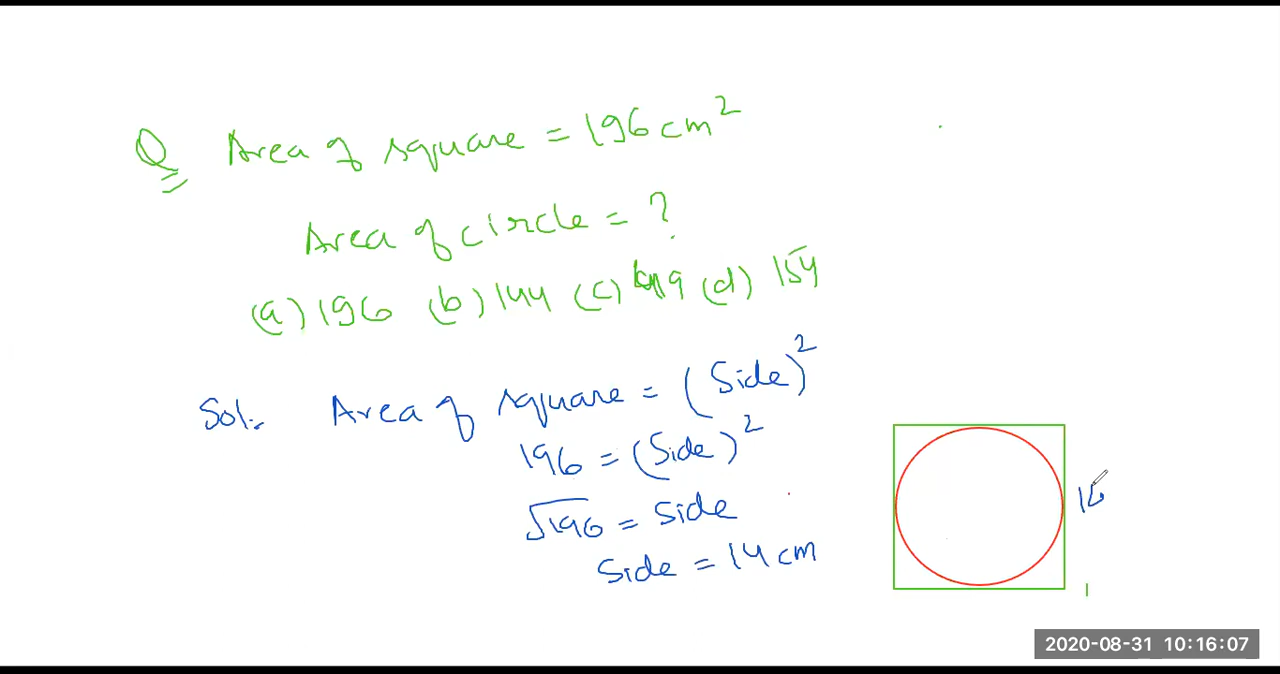 Q Area of square = 196 cm²
Area of circle = ?
(a) 196 (b) 144 (c) (d) 154
Sol. Area of square = (Side)²
196 = (Side)²
√196 = Side
Side = 14 cm
2020-08-31 10:16:07